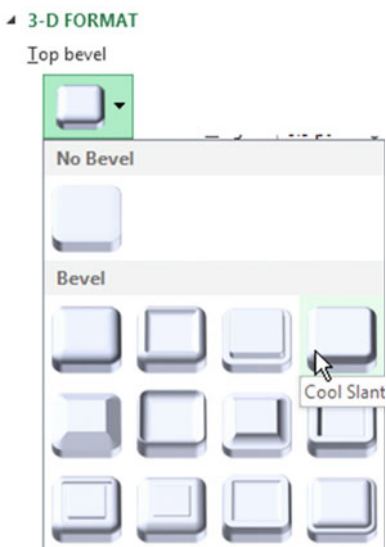 3-D FORMAT
Top bevel
No Bevel
Bevel
Cool Slant